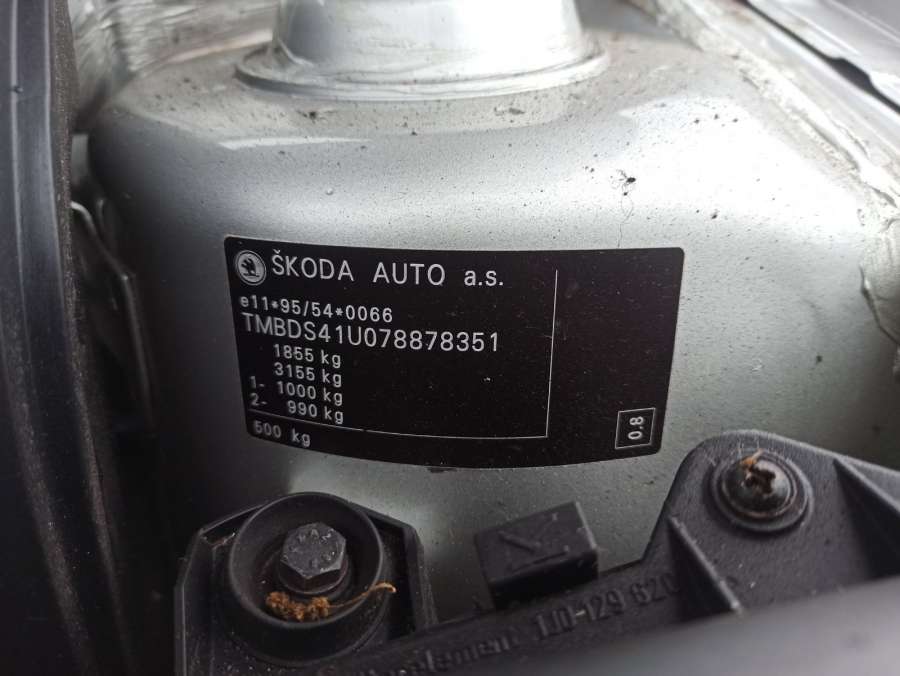 ŠKODA AUTO a.s.
e11*95/54*0066
TMBDS41U078878351
1855 kg
3155 kg
1- 1000 kg
2- 990 kg
500 kg
0.8